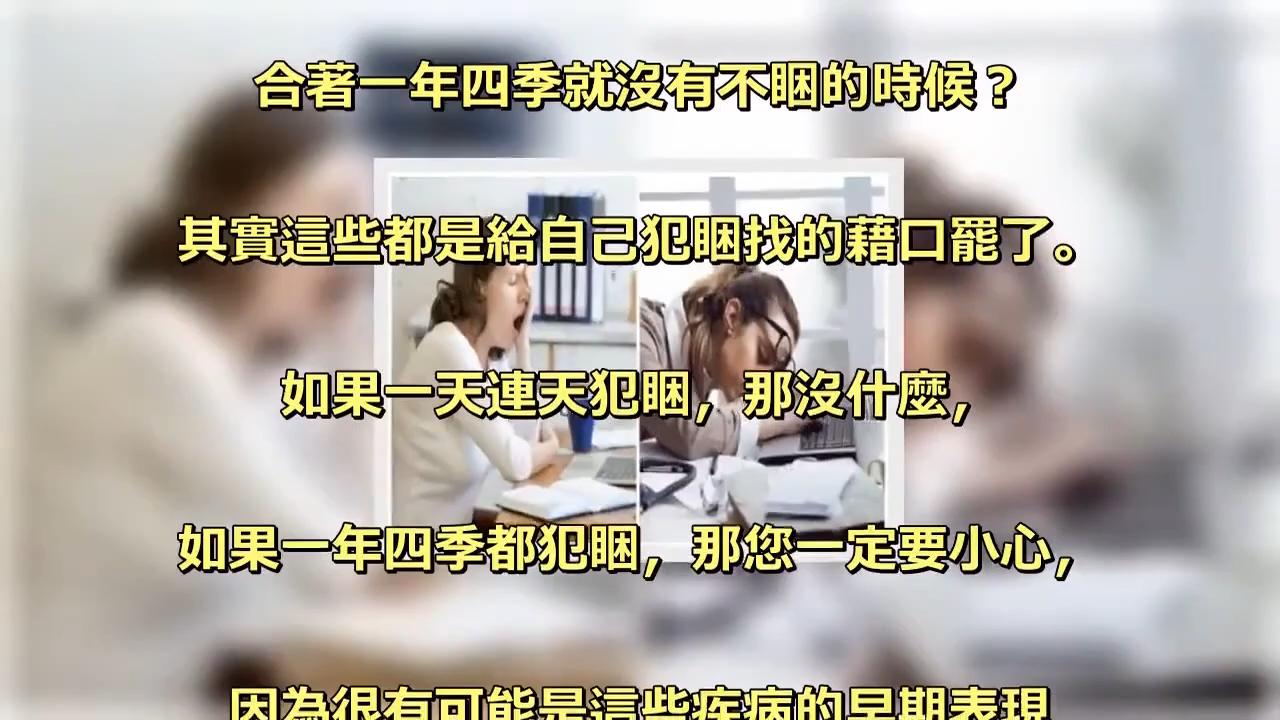 合著一年四季就沒有不睏的時候？
其實這些都是給自己犯睏找的藉口罷了。
如果一天連天犯睏，那沒什麼，
如果一年四季都犯睏，那您一定要小心，
因為很有可能是這些疾病的早期表現